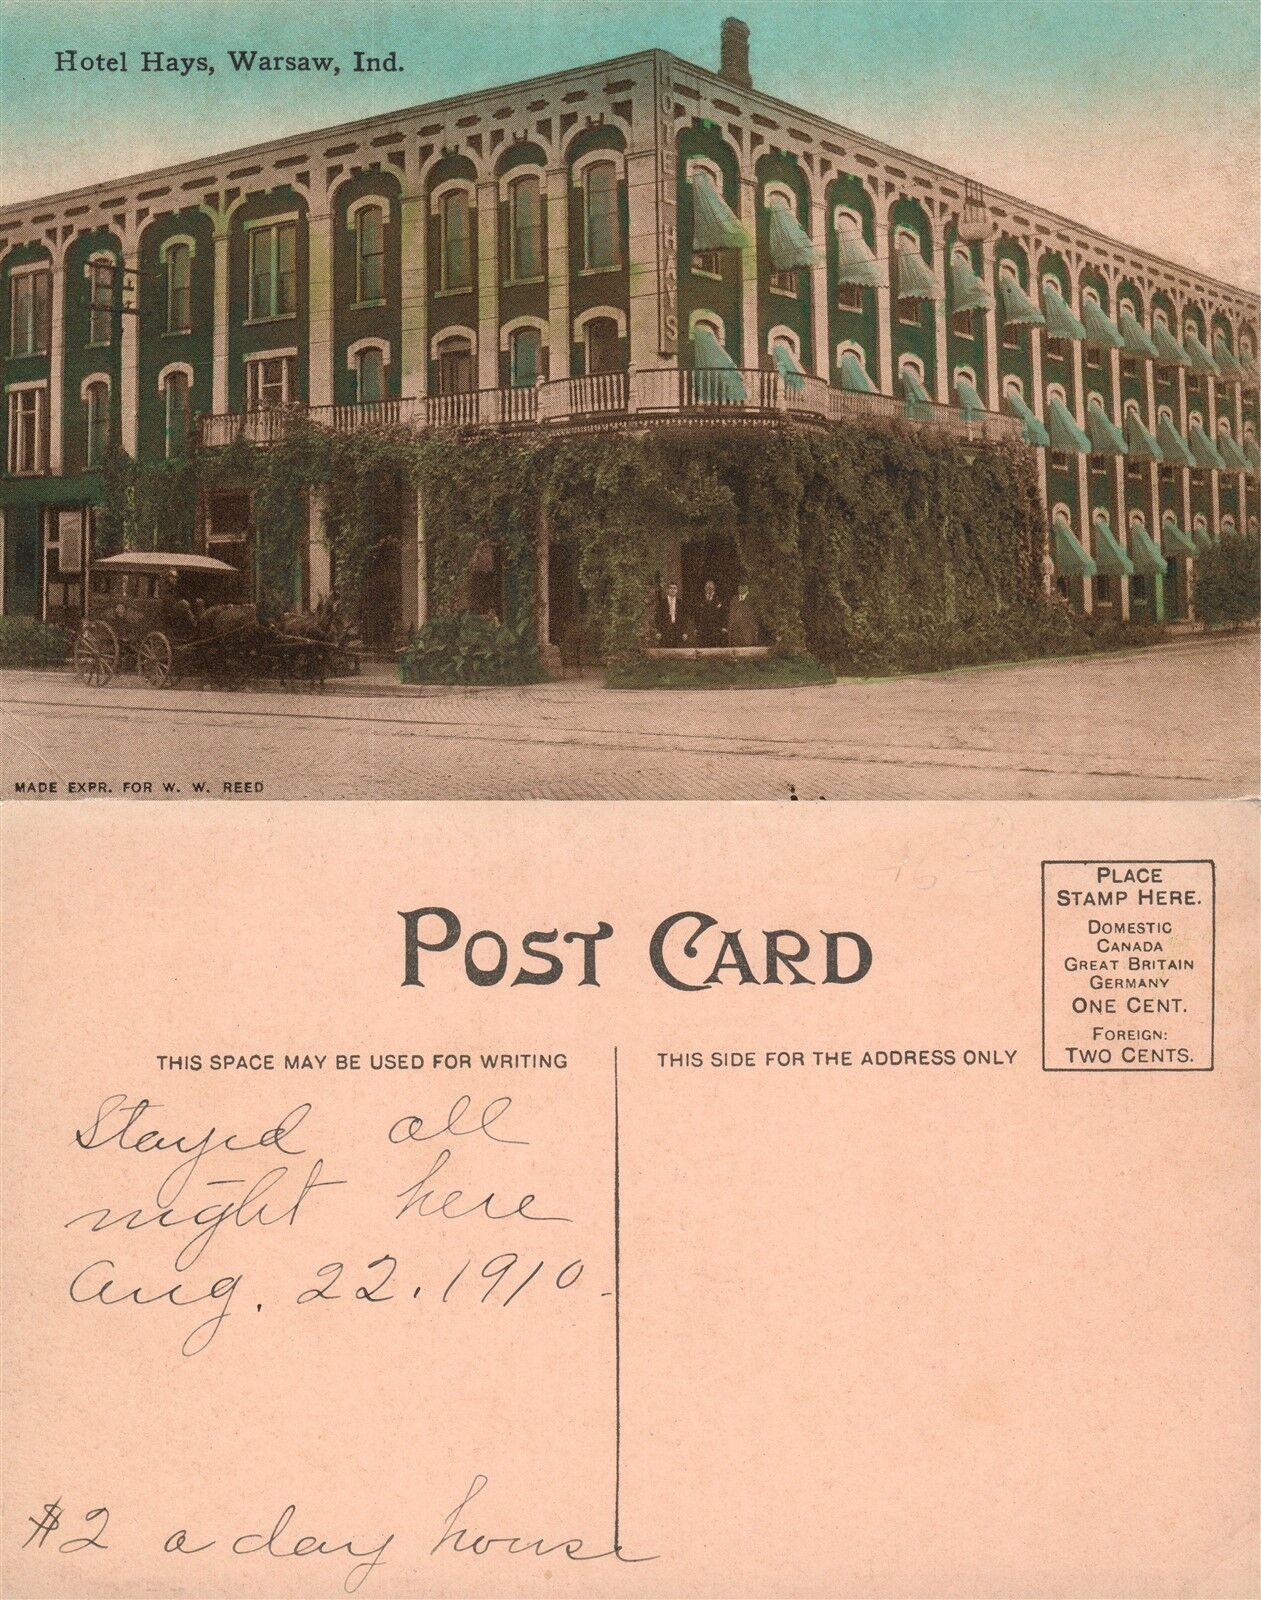 Hotel Hays, Warsaw, Ind.
HOTEL HAYS
MADE EXPR. FOR W. W. REED
POST CARD
PLACE
STAMP HERE.
DOMESTIC
CANADA
GREAT BRITAIN
GERMANY
ONE CENT.
FOREIGN:
TWO CENTS.
THIS SPACE MAY BE USED FOR WRITING
THIS SIDE FOR THE ADDRESS ONLY
Stayed all
night here
Aug. 22. 1910.
$2 a day house